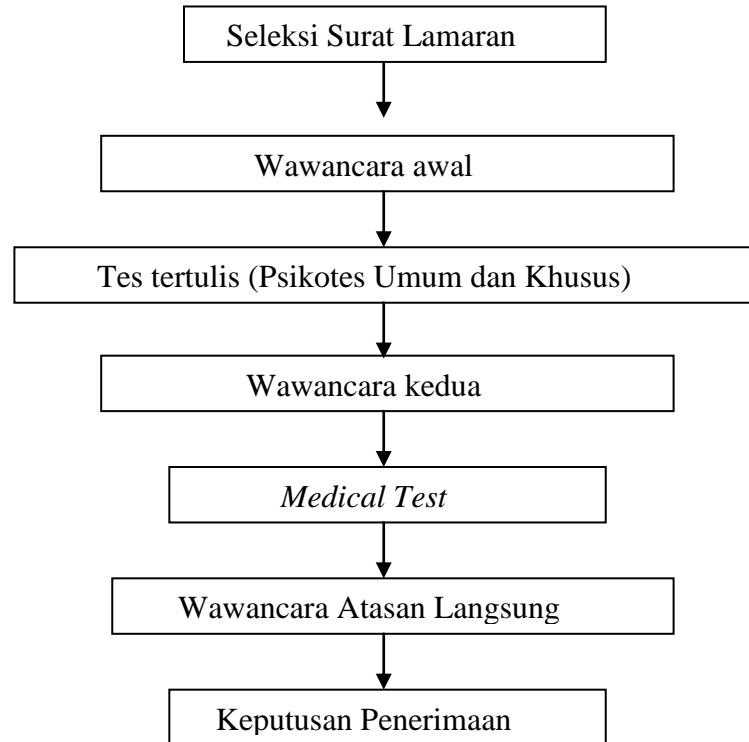 Seleksi Surat Lamaran
Wawancara awal
Tes tertulis (Psikotes Umum dan Khusus)
Wawancara kedua
Medical Test
Wawancara Atasan Langsung
Keputusan Penerimaan